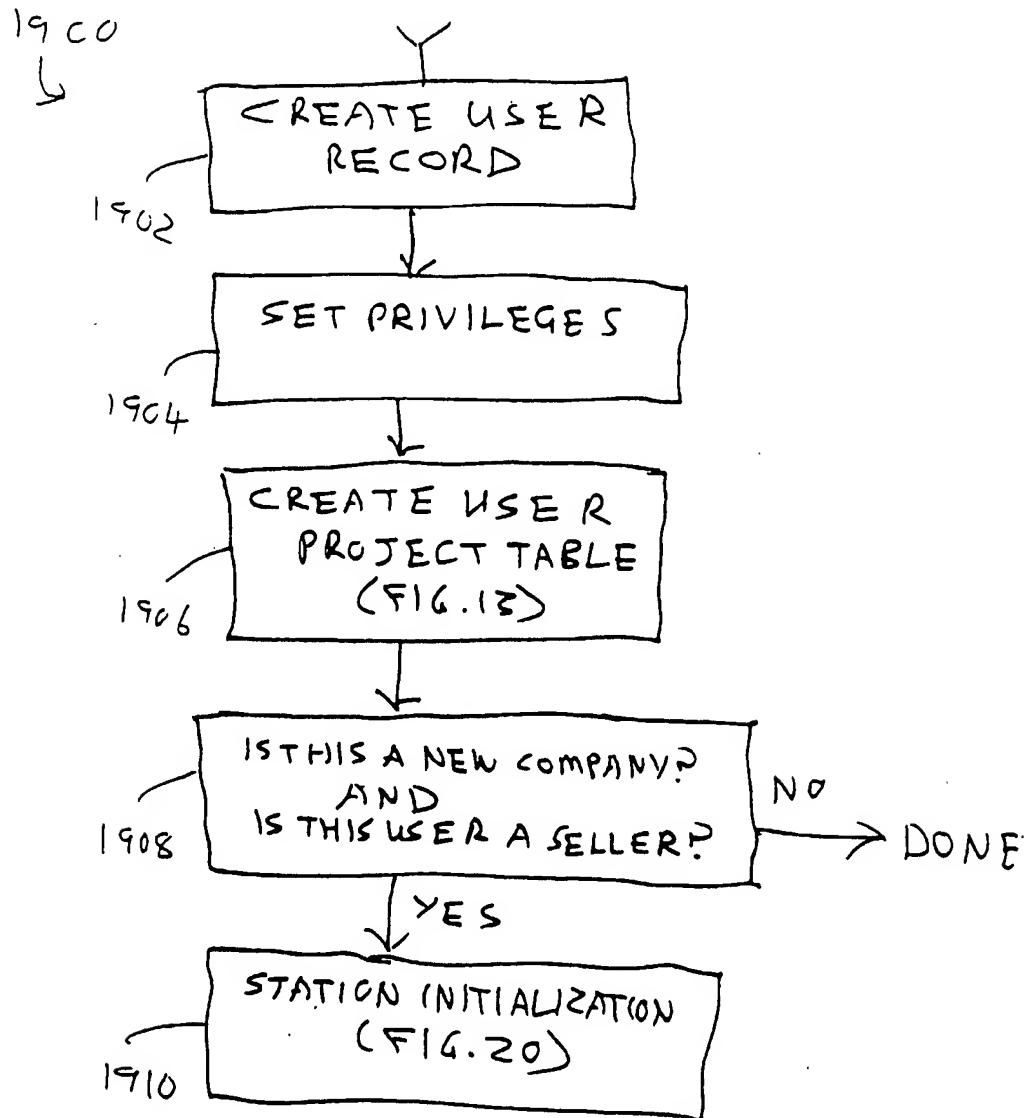 1900
CREATE USER
RECORD
1902
SET PRIVILEGES
1904
CREATE USER
PROJECT TABLE
(FIG.13)
1906
IS THIS A NEW COMPANY?
AND
IS THIS USER A SELLER?
NO
DONE
1908
YES
STATION INITIALIZATION
(FIG.20)
1910